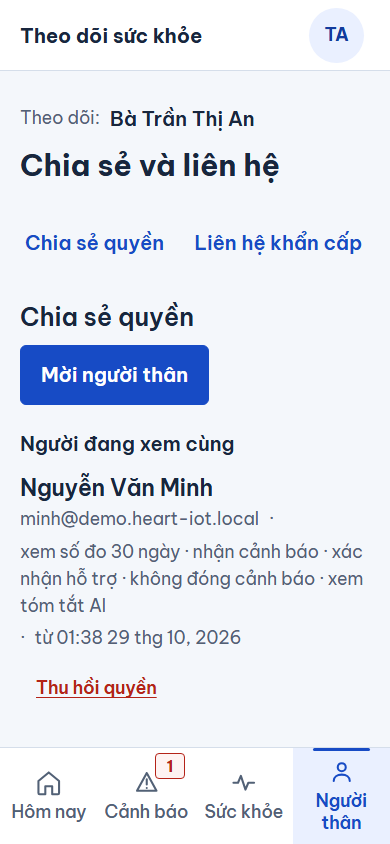 Theo dõi sức khỏe
TA
Theo dõi: Bà Trần Thị An
Chia sẻ và liên hệ
Chia sẻ quyền Liên hệ khẩn cấp
Chia sẻ quyền
Mời người thân
Người đang xem cùng
Nguyễn Văn Minh
minh@demo.heart-iot.local ·
xem số đo 30 ngày · nhận cảnh báo · xác
nhận hỗ trợ · không đóng cảnh báo · xem
tóm tắt AI
· từ 01:38 29 thg 10, 2026
Thu hồi quyền
1
Hôm nay Cảnh báo Sức khỏe Người
thân